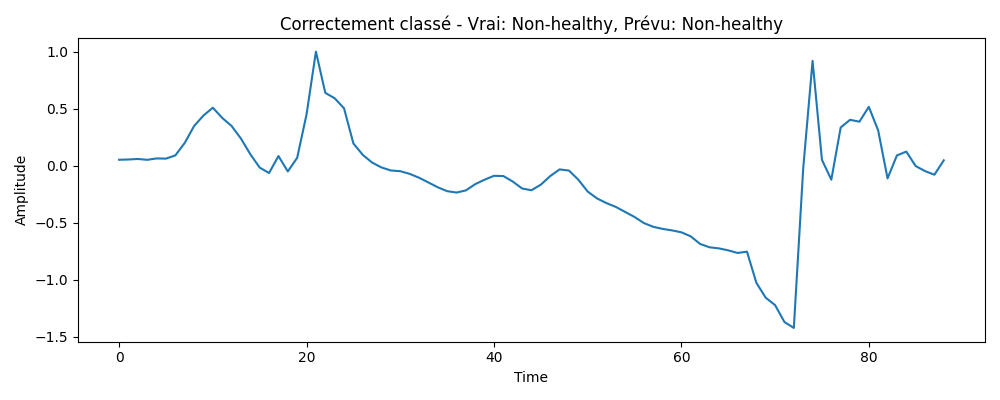 Correctement classé - Vrai: Non-healthy, Prévu: Non-healthy
1.0
0.5
0.0
−0.5
−1.0
−1.5
Amplitude
0 20 40 60 80
Time